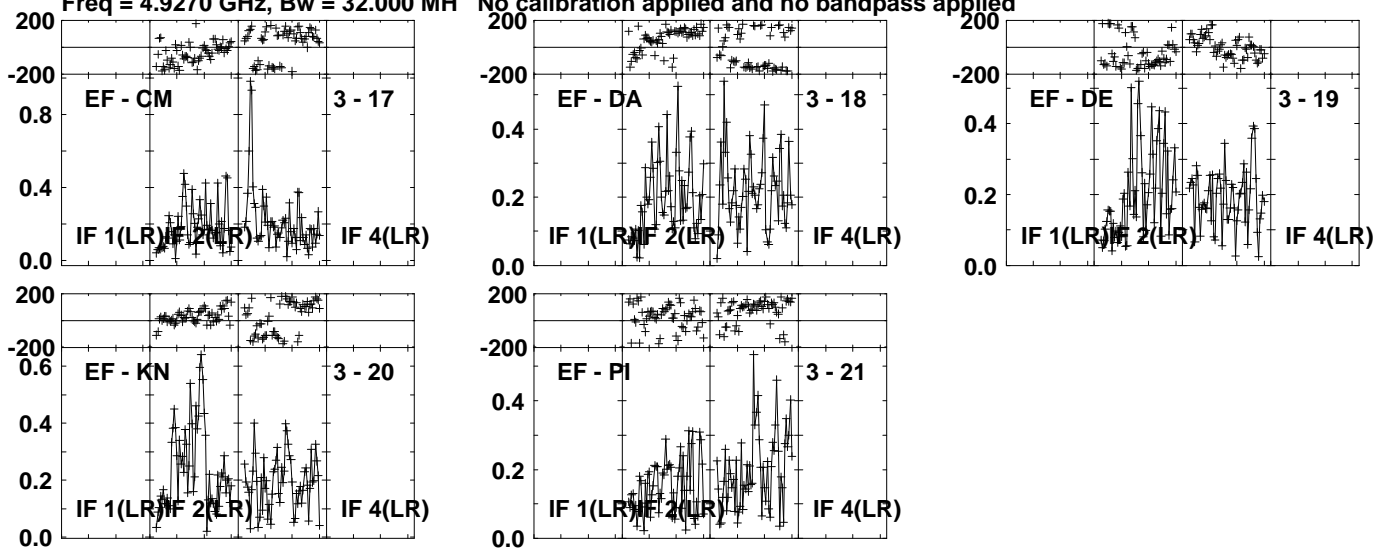 Freq = 4.9270 GHz, Bw = 32.000 MH No calibration applied and no bandpass applied
200
-200
EF - CM 3 - 17
0.8
0.4
0.0
IF 1(LR) IF 2(LR) IF 4(LR)
EF - DA 3 - 18
0.4
0.2
0.0
IF 1(LR) IF 2(LR) IF 4(LR)
200
-200
EF - DE 3 - 19
0.4
0.2
0.0
IF 1(LR) IF 2(LR) IF 4(LR)
200
-200
EF - KN 3 - 20
0.6
0.4
0.2
0.0
IF 1(LR) IF 2(LR) IF 4(LR)
200
-200
EF - PI 3 - 21
0.4
0.2
0.0
IF 1(LR) IF 2(LR) IF 4(LR)
200
-200